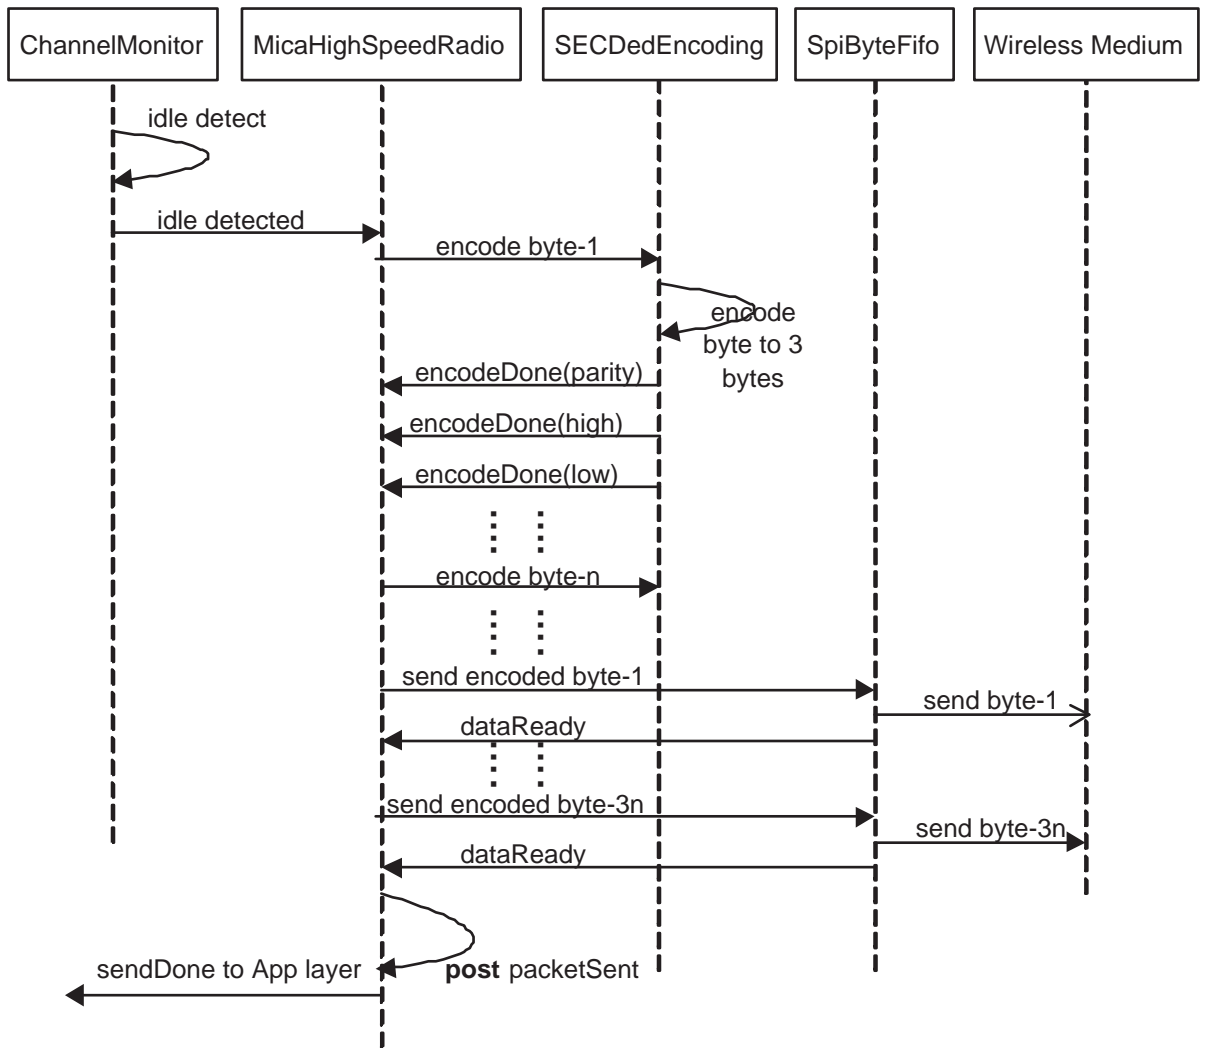 ChannelMonitor
MicaHighSpeedRadio
SECDedEncoding
SpiByteFifo
Wireless Medium
idle detect
idle detected
encode byte-1
encode
byte to 3
bytes
encodeDone(parity)
encodeDone(high)
encodeDone(low)
encode byte-n
send encoded byte-1
send byte-1
dataReady
send encoded byte-3n
send byte-3n
dataReady
post packetSent
sendDone to App layer